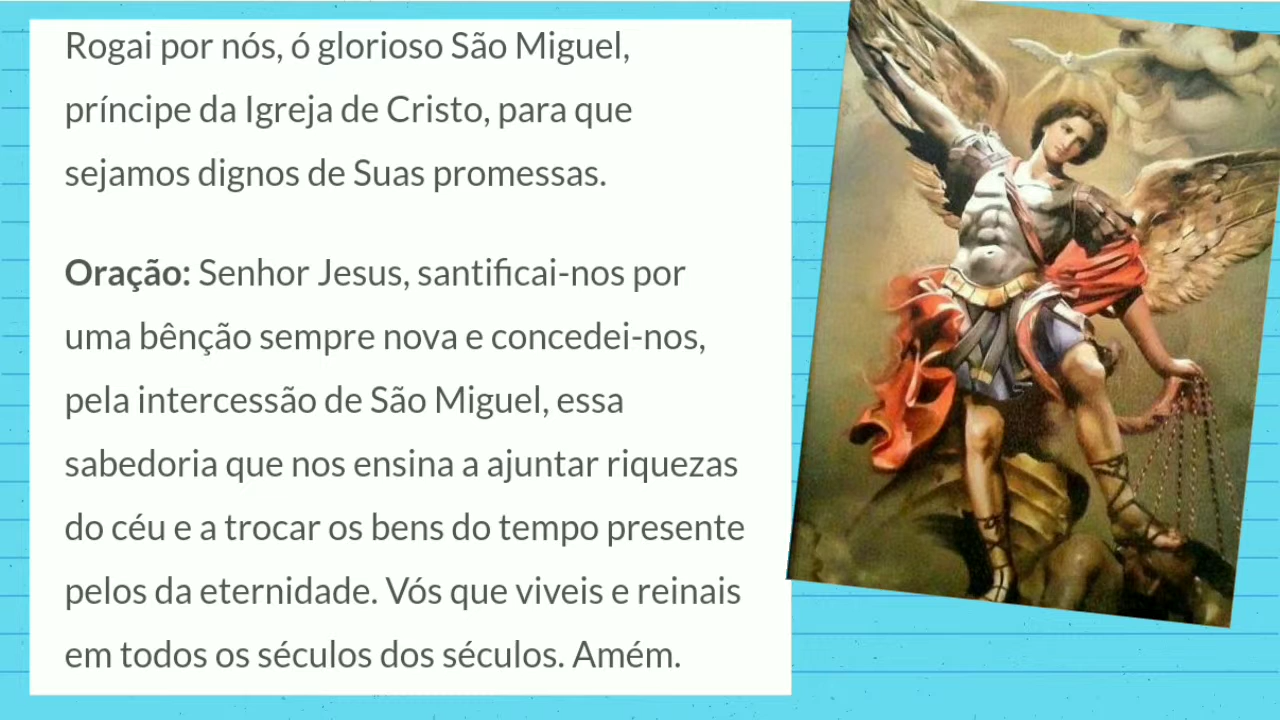 Rogai por nós, ó glorioso São Miguel,
príncipe da Igreja de Cristo, para que
sejamos dignos de Suas promessas.
Oração: Senhor Jesus, santificai-nos por
uma bênção sempre nova e concedei-nos,
pela intercessão de São Miguel, essa
sabedoria que nos ensina a ajuntar riquezas
do céu e a trocar os bens do tempo presente
pelos da eternidade. Vós que viveis e reinais
em todos os séculos dos séculos. Amém.